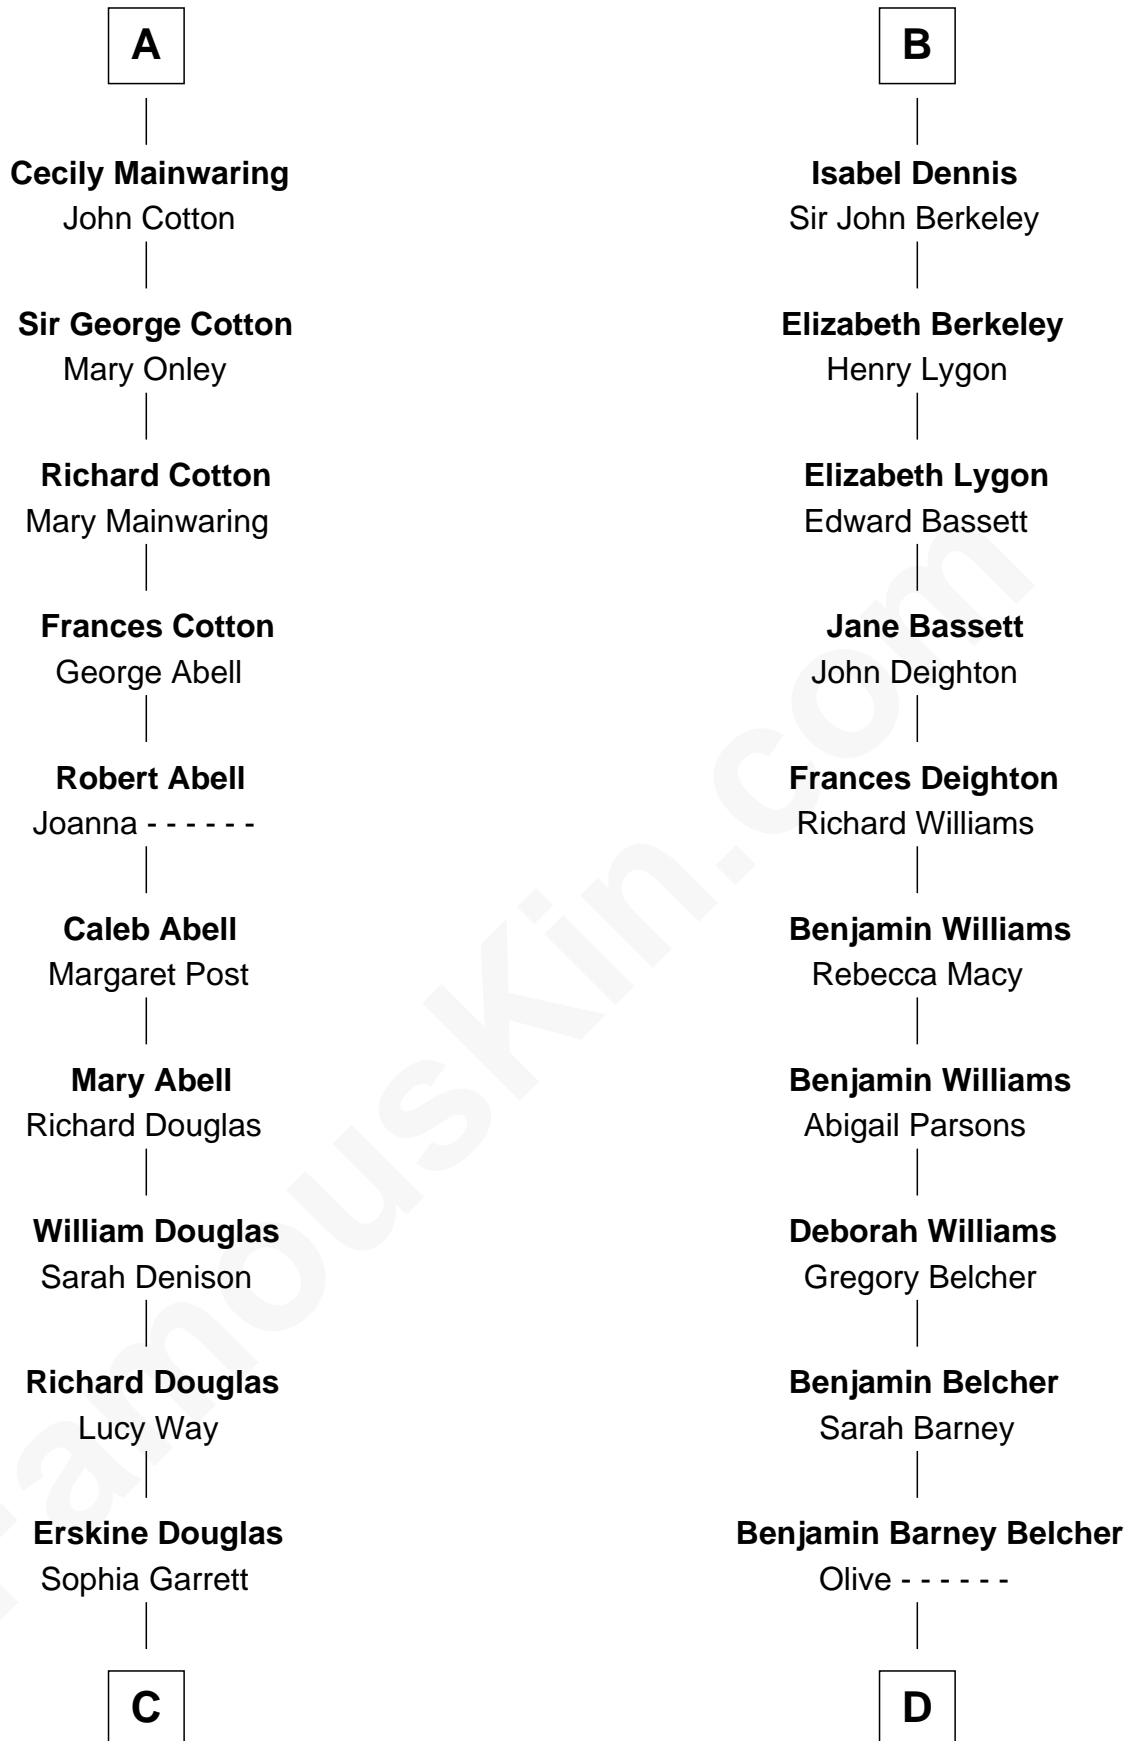 A
Cecily Mainwaring
John Cotton
Sir George Cotton
Mary Onley
Richard Cotton
Mary Mainwaring
Frances Cotton
George Abell
Robert Abell
Joanna - - - - - -
Caleb Abell
Margaret Post
Mary Abell
Richard Douglas
William Douglas
Sarah Denison
Richard Douglas
Lucy Way
Erskine Douglas
Sophia Garrett
C
B
Isabel Dennis
Sir John Berkeley
Elizabeth Berkeley
Henry Lygon
Elizabeth Lygon
Edward Bassett
Jane Bassett
John Deighton
Frances Deighton
Richard Williams
Benjamin Williams
Rebecca Macy
Benjamin Williams
Abigail Parsons
Deborah Williams
Gregory Belcher
Benjamin Belcher
Sarah Barney
Benjamin Barney Belcher
Olive - - - - - -
D
FamousKin.com